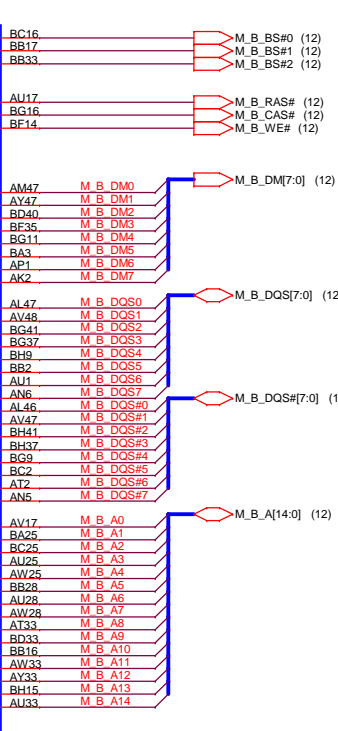 BC16 M_B_BS#0 (12)
BB17 M_B_BS#1 (12)
BB33 M_B_BS#2 (12)
AU17 M_B_RAS# (12)
BG16 M_B_CAS# (12)
BF14 M_B_WE# (12)
M_B_DM[7:0] (12)
AM47 M_B_DM0
AY47 M_B_DM1
BD40 M_B_DM2
BF35 M_B_DM3
BG11 M_B_DM4
BA3 M_B_DM5
AP1 M_B_DM6
AK2 M_B_DM7
M_B_DQS[7:0] (12
AL47 M_B_DQS0
AV48 M_B_DQS1
BG41 M_B_DQS2
BG37 M_B_DQS3
BH9 M_B_DQS4
BB2 M_B_DQS5
AU1 M_B_DQS6
AN6 M_B_DQS7
M_B_DQS#[7:0] (1
AL46 M_B_DQS#0
AV47 M_B_DQS#1
BH41 M_B_DQS#2
BH37 M_B_DQS#3
BG9 M_B_DQS#4
BC2 M_B_DQS#5
AT2 M_B_DQS#6
AN5 M_B_DQS#7
M_B_A[14:0] (12)
AV17 M_B_A0
BA25 M_B_A1
BC25 M_B_A2
AU25 M_B_A3
AW25 M_B_A4
BB28 M_B_A5
AU28 M_B_A6
AW28 M_B_A7
AT33 M_B_A8
BD33 M_B_A9
BB16 M_B_A10
AW33 M_B_A11
AY33 M_B_A12
BH15 M_B_A13
AU33 M_B_A14